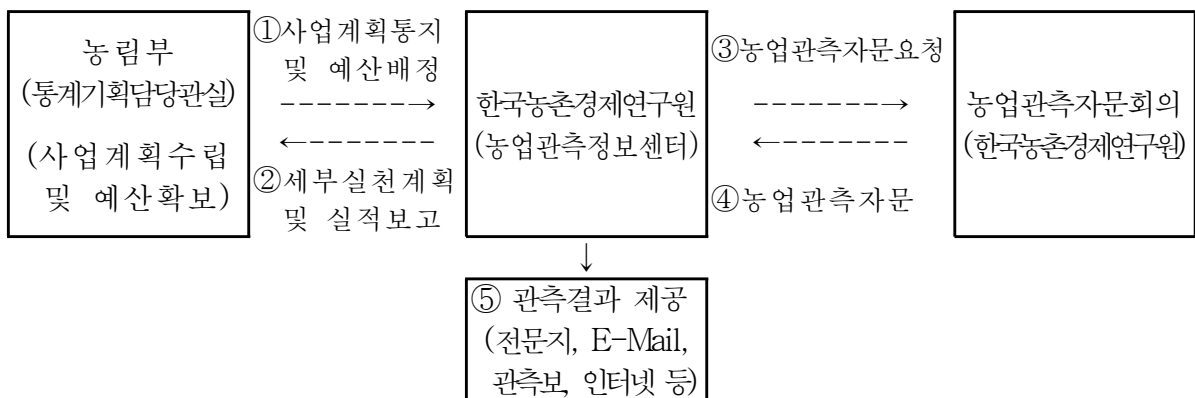 농림부
(통계기획담당관실)
(사업계획수립
및 예산확보)
①사업계획통지
및 예산배정
--------→
←-------
②세부실천계획
및 실적보고
한국농촌경제연구원
(농업관측정보센터)
③농업관측자문요청
--------→
←-------
④농업관측자문
농업관측자문회의
(한국농촌경제연구원)
↓
⑤ 관측결과 제공
(전문지, E-Mail,
관측보, 인터넷 등)